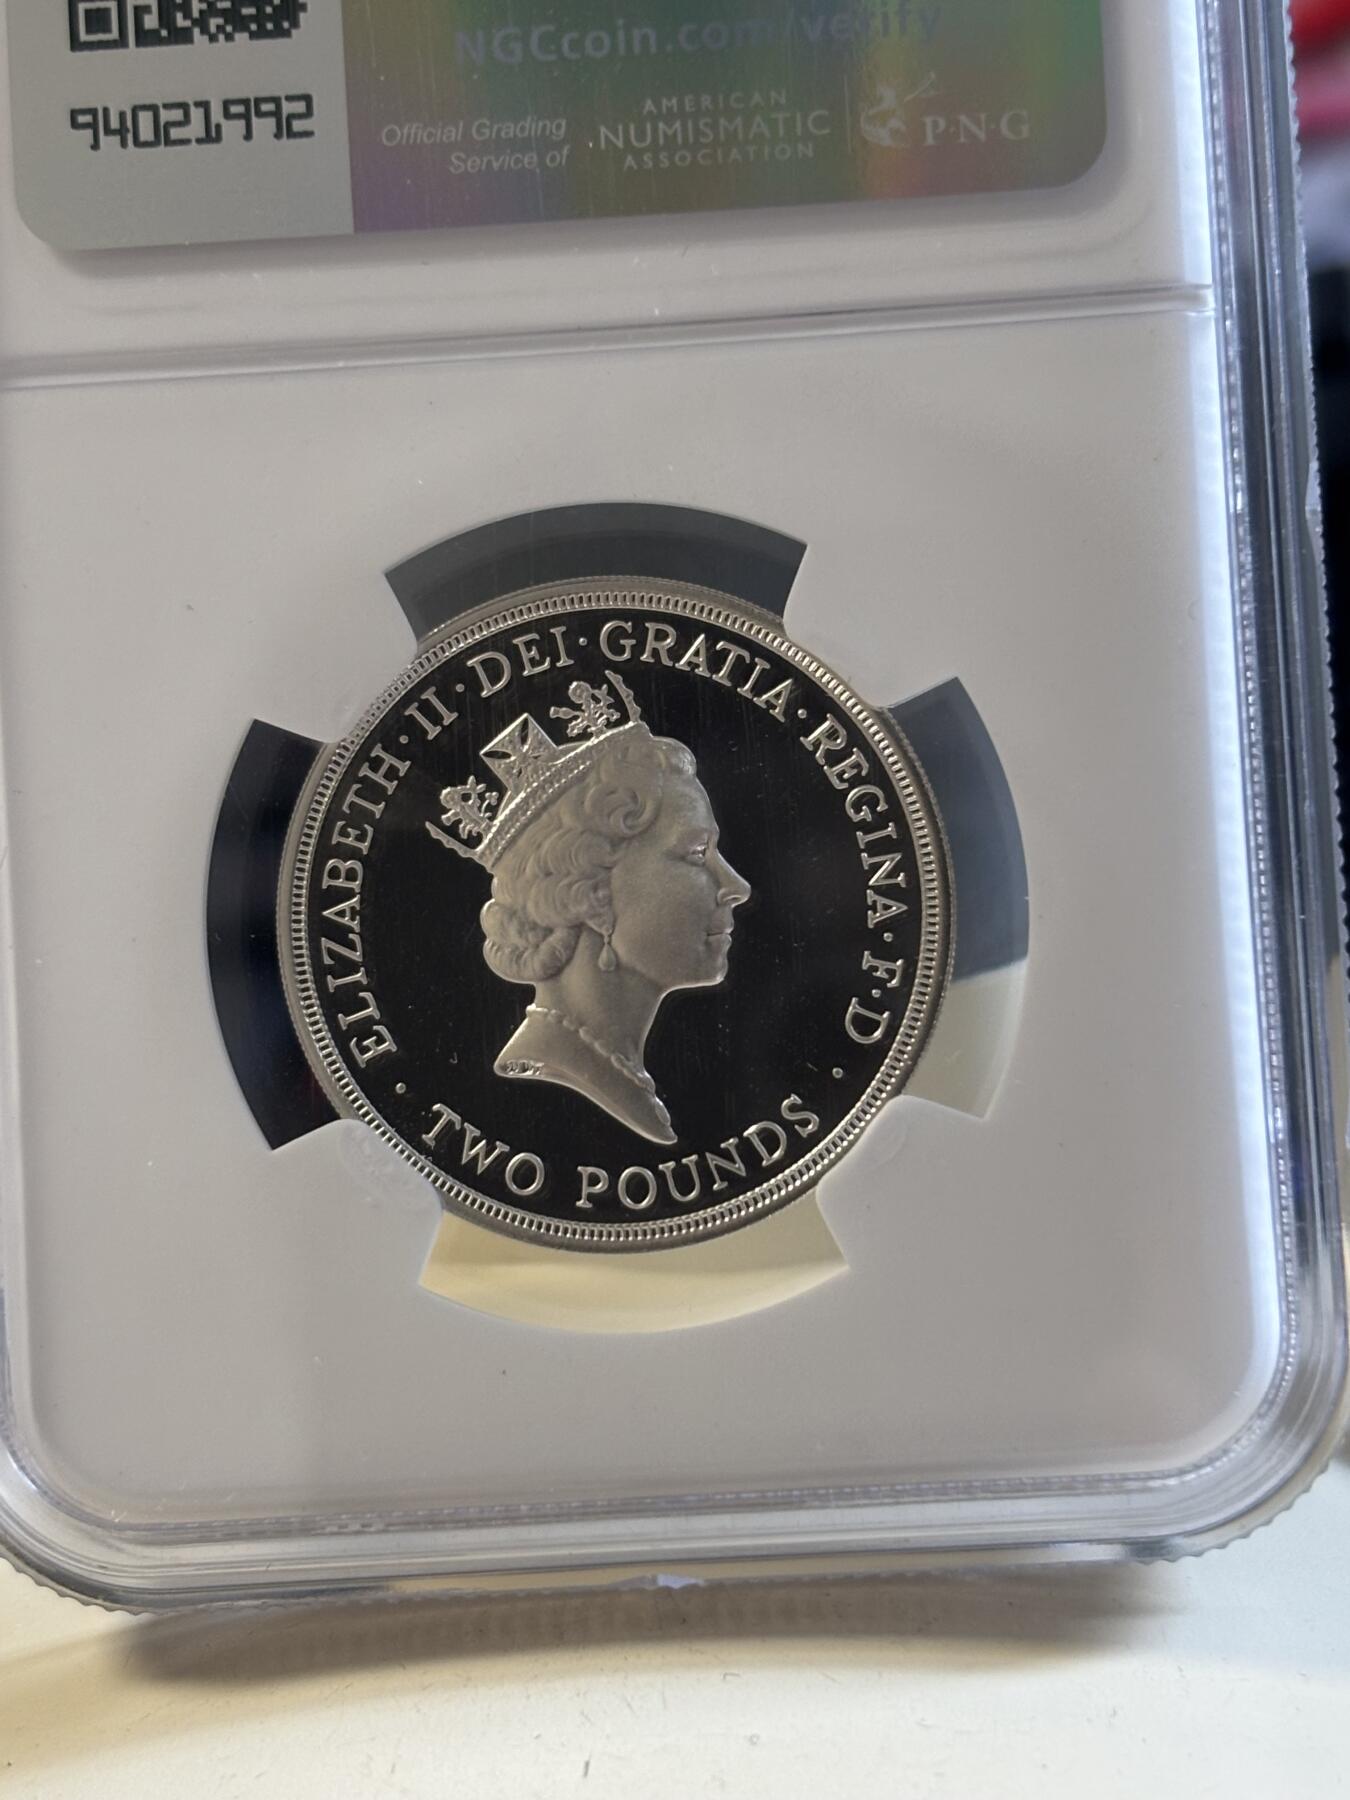 NGCcoin.com/verify
94021992
Official Grading
Service of
AMERICAN
NUMISMATIC
ASSOCIATION
P·N·G
· ELIZABETH · II · DEI · GRATIA · REGINA · F · D ·
TWO POUNDS